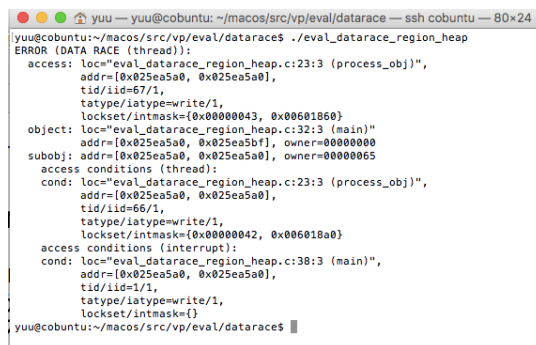 yuu — yuu@cobuntu: ~/macos/src/vp/eval/datarace — ssh cobuntu — 80×24
[yuu@cobuntu:~/macos/src/vp/eval/datarace$ ./eval_datarace_region_heap
ERROR (DATA RACE (thread)):
access: loc="eval_datarace_region_heap.c:23:3 (process_obj)",
addr=[0x025ea5a0, 0x025ea5a0],
tid/iid=67/1,
tatype/iatype=write/1,
lockset/intmask={0x00000043, 0x00601860}
object: loc="eval_datarace_region_heap.c:32:3 (main)"
addr=[0x025ea5a0, 0x025ea5bf], owner=00000000
subobj: addr=[0x025ea5a0, 0x025ea5a0], owner=00000065
access conditions (thread):
cond: loc="eval_datarace_region_heap.c:23:3 (process_obj)",
addr=[0x025ea5a0, 0x025ea5a0],
tid/iid=66/1,
tatype/iatype=write/1,
lockset/intmask={0x00000042, 0x006018a0}
access conditions (interrupt):
cond: loc="eval_datarace_region_heap.c:38:3 (main)",
addr=[0x025ea5a0, 0x025ea5a0],
tid/iid=1/1,
tatype/iatype=write/1,
lockset/intmask={}
yuu@cobuntu:~/macos/src/vp/eval/datarace$